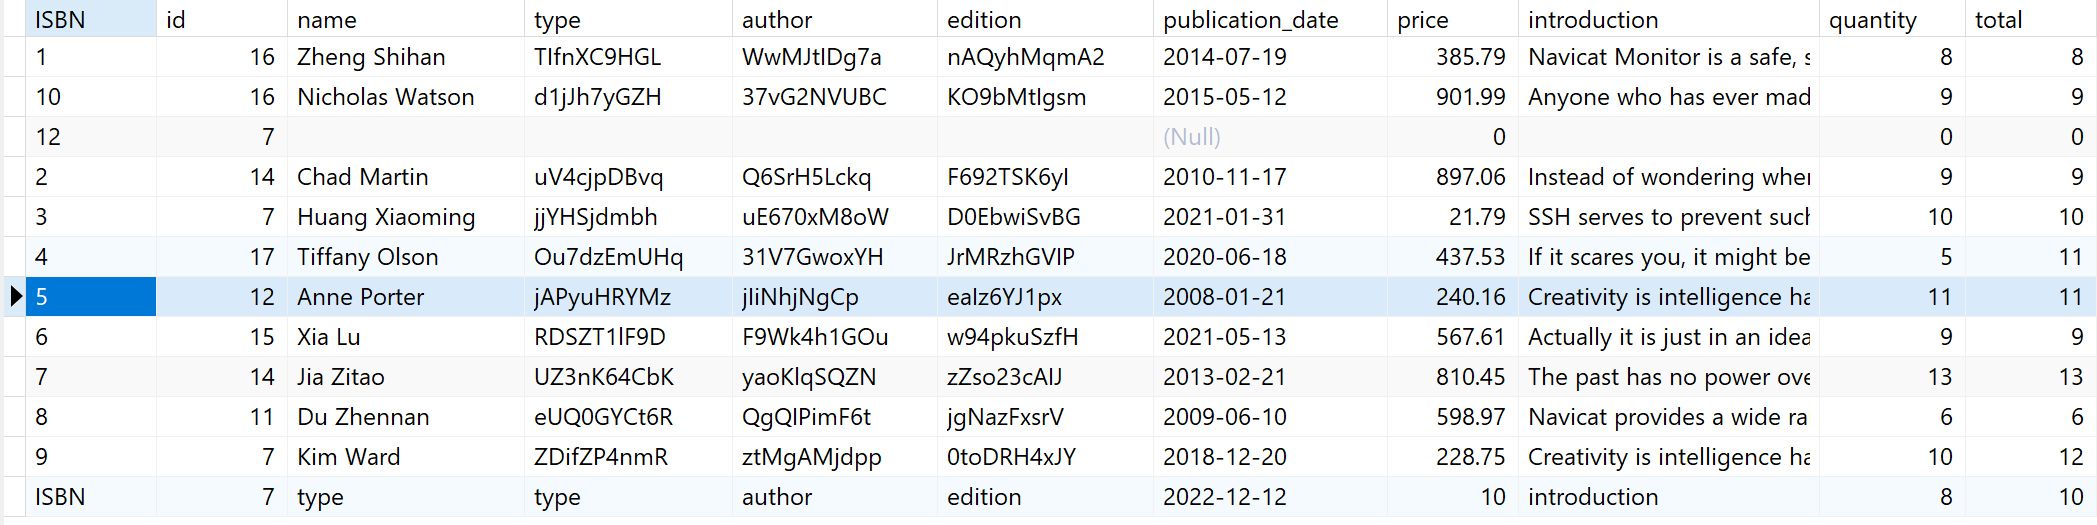 ISBN id name type author edition publication_date price introduction quantity total
1 16 Zheng Shihan TIfnXC9HGL WwMJtIDg7a nAQyhMqmA2 2014-07-19 385.79 Navicat Monitor is a safe, s 8 8
10 16 Nicholas Watson d1jJh7yGZH 37vG2NVUBC KO9bMtIgsm 2015-05-12 901.99 Anyone who has ever mad 9 9
12 7 (Null) 0 0 0
2 14 Chad Martin uV4cjpDBvq Q6SrH5Lckq F692TSK6yI 2010-11-17 897.06 Instead of wondering when 9 9
3 7 Huang Xiaoming jjYHSjdmbh uE670xM8oW D0EbwiSvBG 2021-01-31 21.79 SSH serves to prevent such 10 10
4 17 Tiffany Olson Ou7dzEmUHq 31V7GwoxYH JrMRzhGVIP 2020-06-18 437.53 If it scares you, it might be 5 11
5 12 Anne Porter jAPyuHRYMz jIiNhjNgCp eaIz6YJ1px 2008-01-21 240.16 Creativity is intelligence ha 11 11
6 15 Xia Lu RDSZT1lF9D F9Wk4h1GOu w94pkuSzfH 2021-05-13 567.61 Actually it is just in an idea 9 9
7 14 Jia Zitao UZ3nK64CbK yaoKlqSQZN zZso23cAIJ 2013-02-21 810.45 The past has no power ove 13 13
8 11 Du Zhennan eUQ0GYCt6R QgQlPimF6t jgNazFxsrV 2009-06-10 598.97 Navicat provides a wide ra 6 6
9 7 Kim Ward ZDifZP4nmR ztMgAMjdpp 0toDRH4xJY 2018-12-20 228.75 Creativity is intelligence ha 10 12
ISBN 7 type type author edition 2022-12-12 10 introduction 8 10